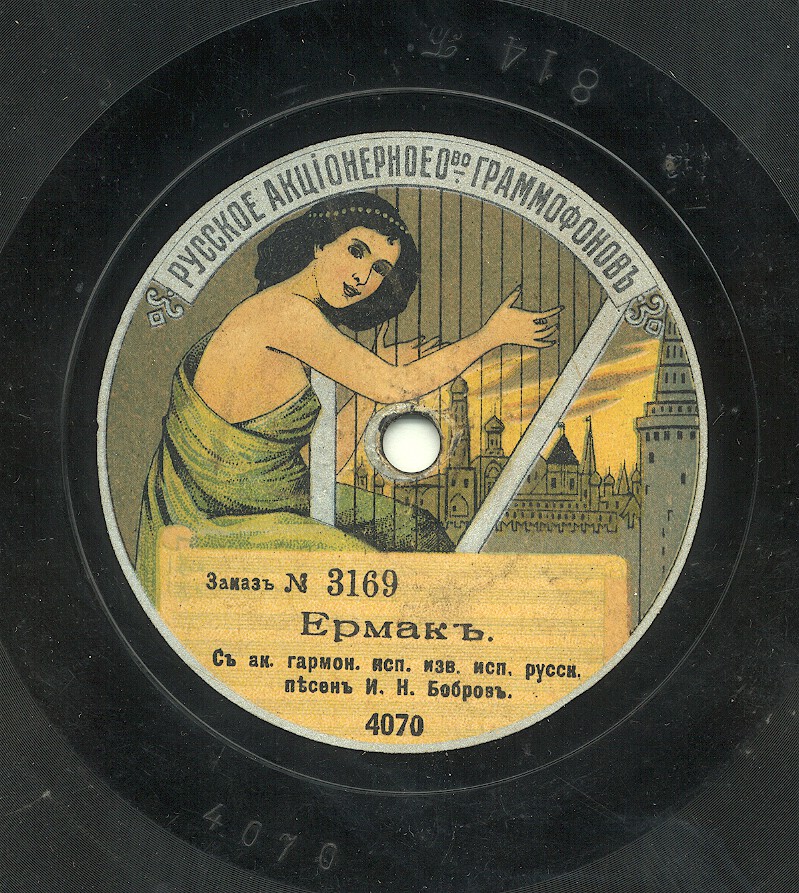 814 Б.
РУССКОЕ АКЦІОНЕРНОЕ О-ВО ГРАММОФОНОВЪ
Заказъ № 3169
Ермакъ.
Съ ак. гармон. исп. изв. исп. русск.
пѣсенъ И. Н. Бобровъ.
4070
4070